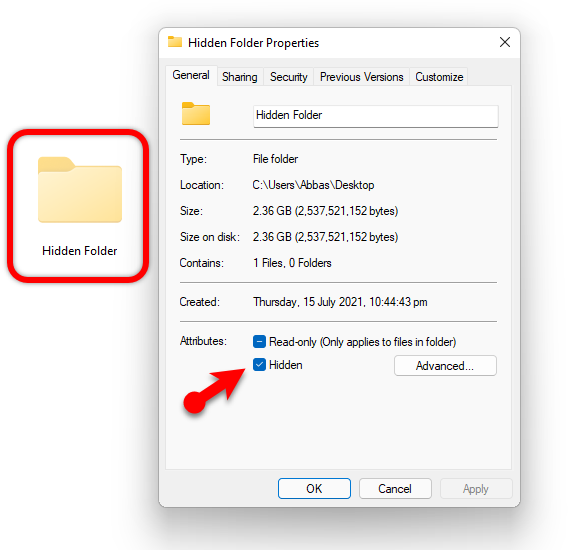 Hidden Folder Properties
General Sharing Security Previous Versions Customize
Hidden Folder
Type: File folder
Location: C:\Users\Abbas\Desktop
Size: 2.36 GB (2,537,521,152 bytes)
Size on disk: 2.36 GB (2,537,521,152 bytes)
Contains: 1 Files, 0 Folders
Created: Thursday, 15 July 2021, 10:44:43 pm
Attributes: Read-only (Only applies to files in folder)
Hidden Advanced...
OK Cancel Apply
Hidden Folder